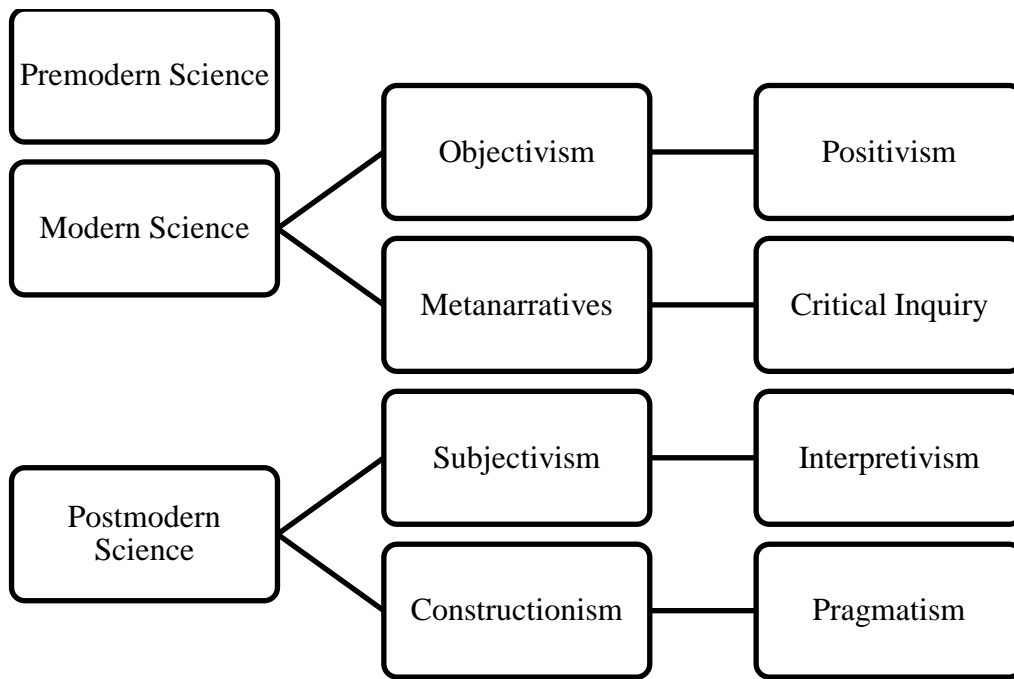 Premodern Science
Objectivism
Positivism
Modern Science
Metanarratives
Critical Inquiry
Subjectivism
Interpretivism
Postmodern
Science
Constructionism
Pragmatism